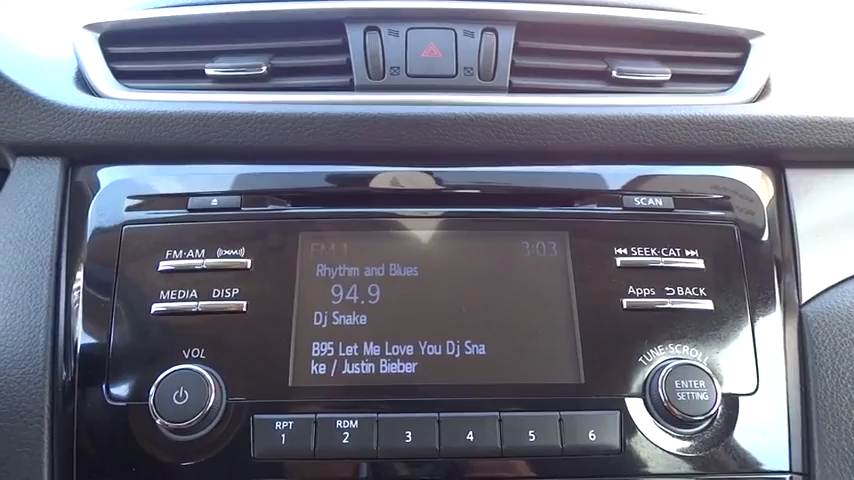 SCAN
FM·AM
FM 1
3:03
SEEK·CAT
Rhythm and Blues
MEDIA DISP
94.9
Apps BACK
Dj Snake
B95 Let Me Love You Dj Sna
ke / Justin Bieber
VOL
TUNE·SCROLL
ENTER
SETTING
RPT
1
RDM
2
3
4
5
6